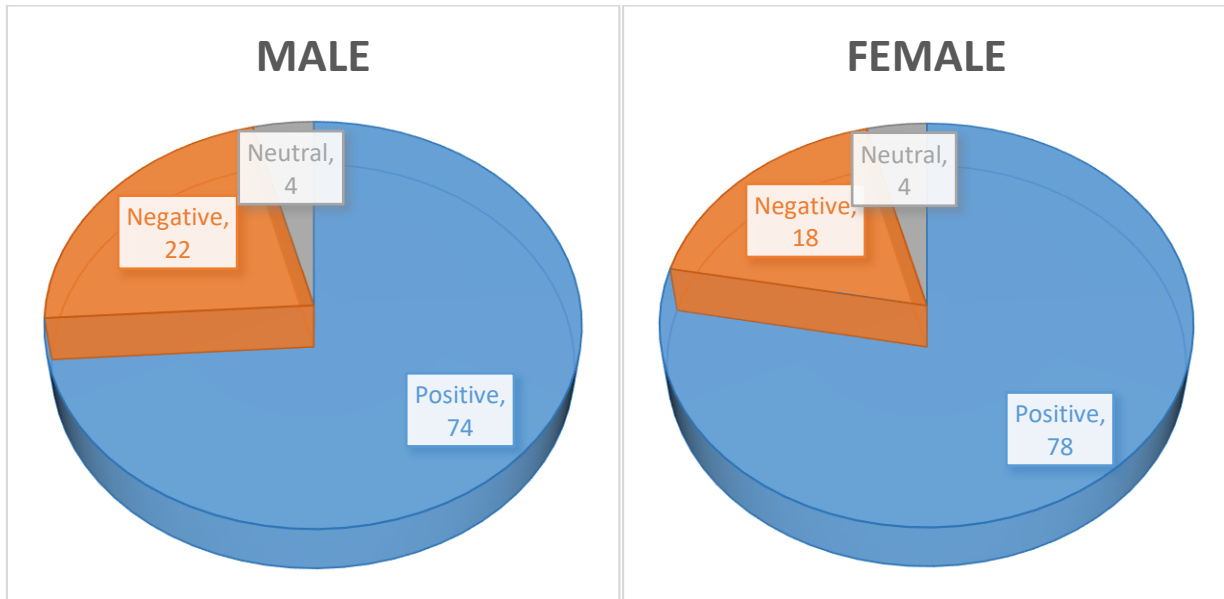 MALE
Neutral,
4
Negative,
22
Positive,
74
FEMALE
Neutral,
4
Negative,
18
Positive,
78